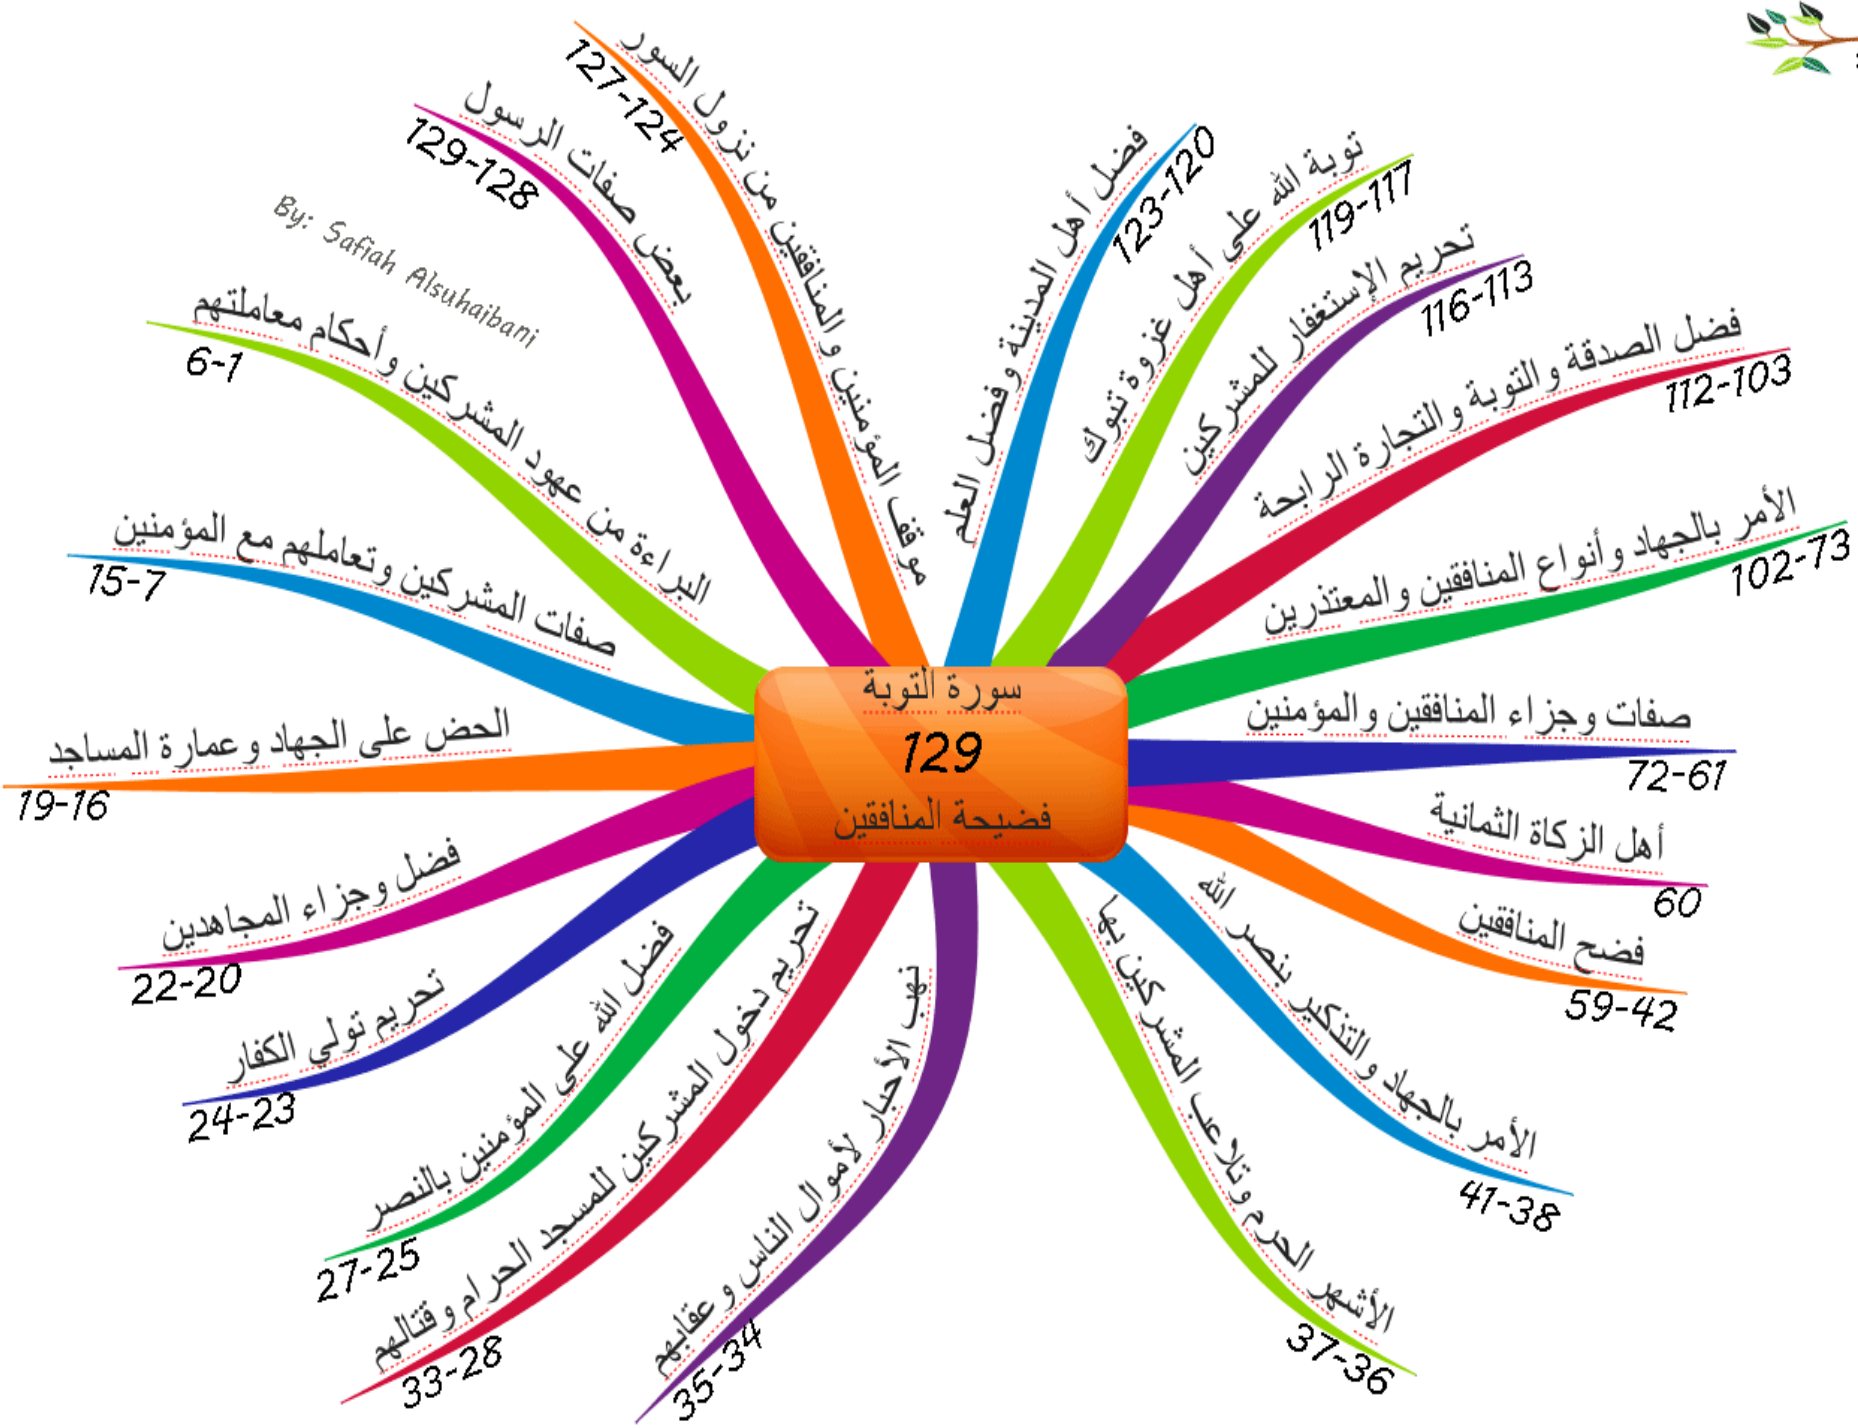 سورة التوبة
129
فضيحة المنافقين
البراءة من عهود المشركين وأحكام معاملتهم
6-1
صفات المشركين وتعاملهم مع المؤمنين
15-7
الحض على الجهاد وعمارة المساجد
19-16
فضل وجزاء المجاهدين
22-20
تحريم تولي الكفار
24-23
فضل الله على المؤمنين بالنصر
27-25
تحريم دخول المشركين للمسجد الحرام وقتالهم
33-28
نهب الأحبار لأموال الناس وعقابهم
35-34
الأشهر الحرم وتلاعب المشركين بها
37-36
الأمر بالجهاد والتذكير بنصر الله
41-38
فضح المنافقين
59-42
أهل الزكاة الثمانية
60
صفات وجزاء المنافقين والمؤمنين
72-61
الأمر بالجهاد وأنواع المنافقين والمعتذرين
102-73
فضل الصدقة والتوبة والتجارة الرابحة
112-103
تحريم الإستغفار للمشركين
116-113
توبة الله على أهل غزوة تبوك
119-117
فضل أهل المدينة وفضل العلم
123-120
موقف المؤمنين والمنافقين من نزول السور
127-124
بعض صفات الرسول
129-128
By: Safiah Alsuhaibani